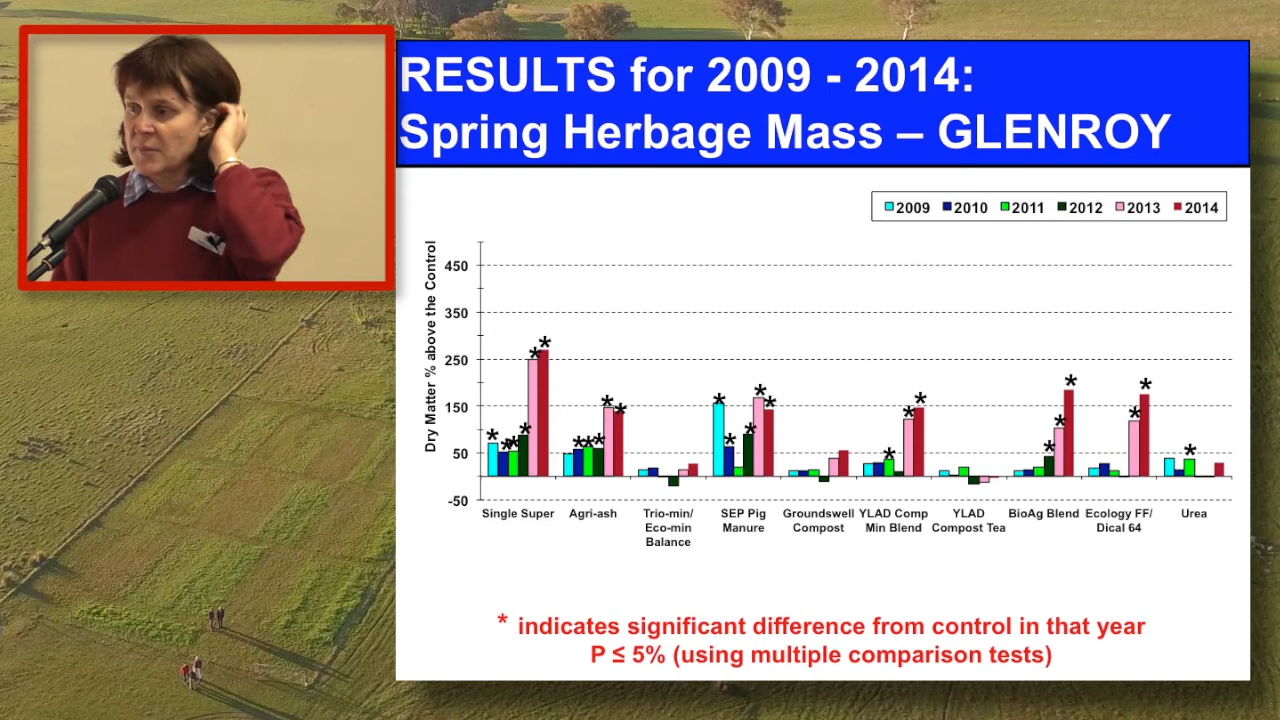 RESULTS for 2009 - 2014:
Spring Herbage Mass – GLENROY
2009 2010 2011 2012 2013 2014
Dry Matter % above the Control
450
350
250
150
50
-50
* * * * * *
* * * * *
* * * * *
* * *
* * *
* *
*
Single Super Agri-ash Trio-min/ SEP Pig Groundswell YLAD Comp YLAD BioAg Blend Ecology FF/ Urea
Eco-min Manure Compost Min Blend Compost Tea Dical 64
Balance
* indicates significant difference from control in that year
P ≤ 5% (using multiple comparison tests)